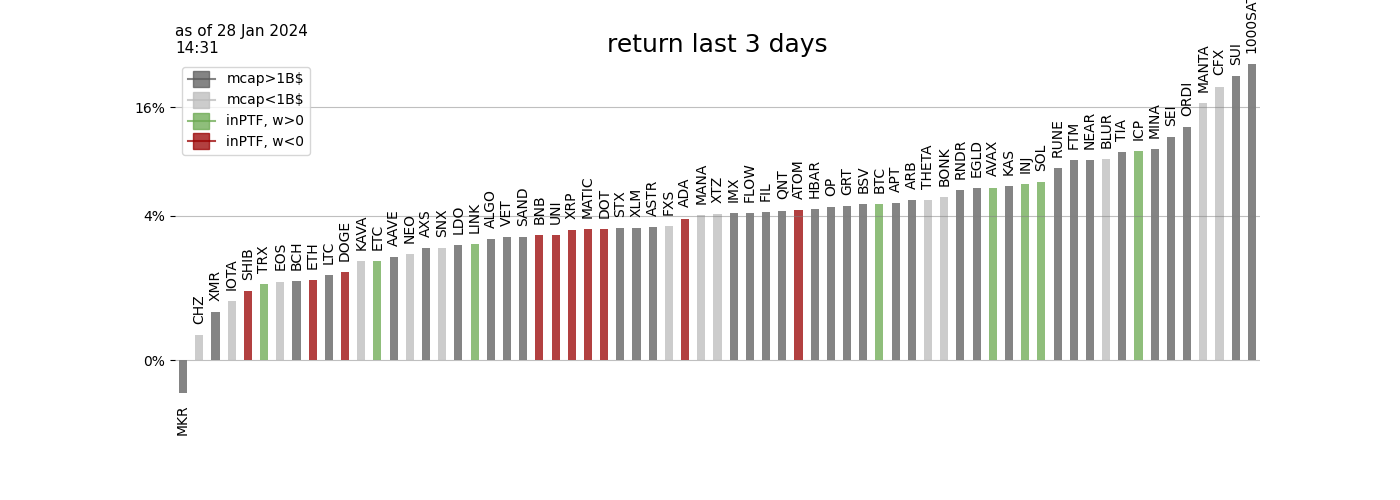 as of 28 Jan 2024
14:31
return last 3 days
mcap>1B$
mcap<1B$
inPTF, w>0
inPTF, w<0
16%
4%
0%
MKR
CHZ
XMR
IOTA
SHIB
TRX
EOS
BCH
ETH
LTC
DOGE
KAVA
ETC
AAVE
NEO
AXS
SNX
LDO
LINK
ALGO
VET
SAND
BNB
UNI
XRP
MATIC
DOT
STX
XLM
ASTR
FXS
ADA
MANA
XTZ
IMX
FLOW
FIL
QNT
ATOM
HBAR
OP
GRT
BSV
BTC
APT
ARB
THETA
BONK
RNDR
EGLD
AVAX
KAS
INJ
SOL
RUNE
FTM
NEAR
BLUR
TIA
ICP
MINA
SEI
ORDI
MANTA
CFX
SUI